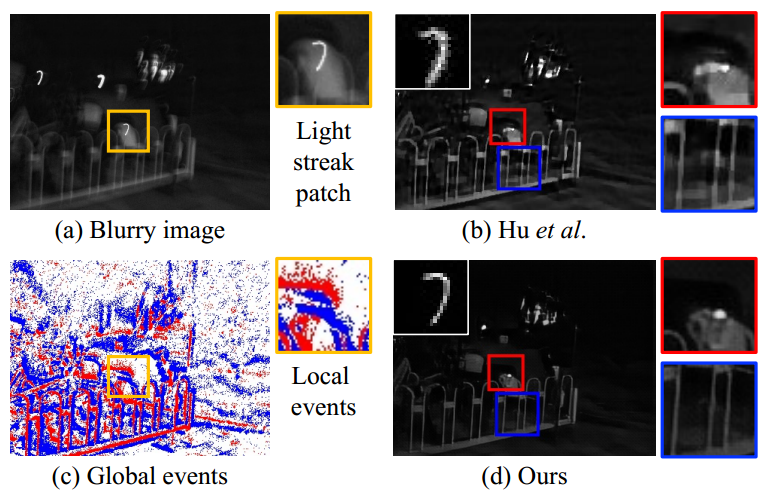 Light
streak
patch
(a) Blurry image
(b) Hu et al.
Local
events
(c) Global events
(d) Ours